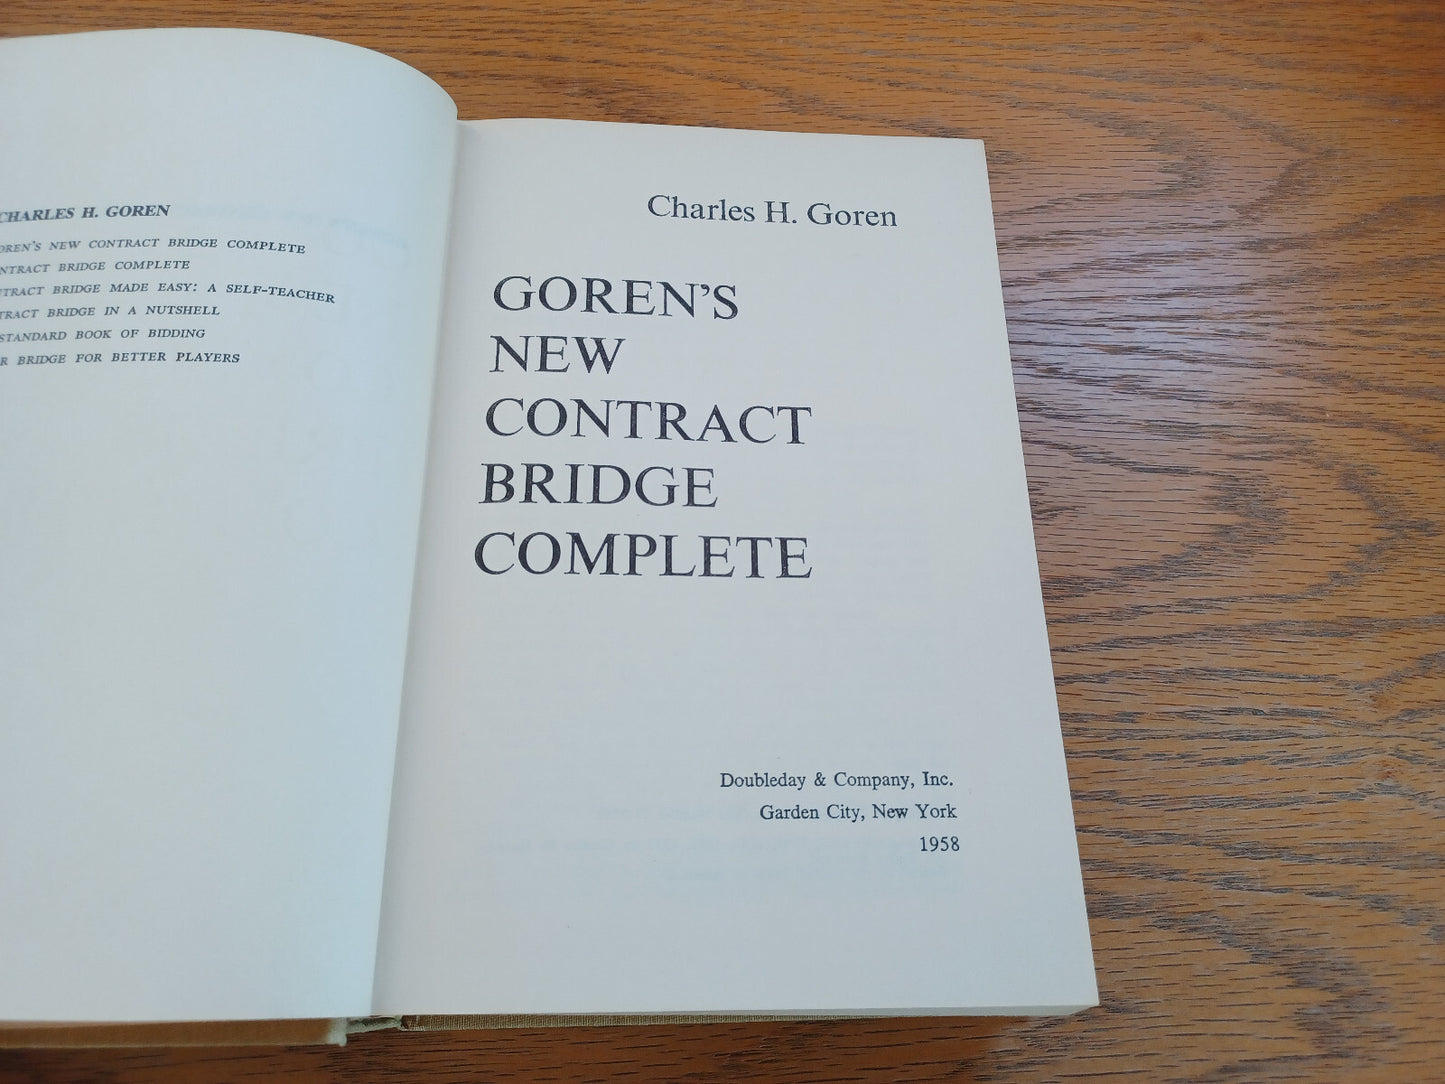 CHARLES H. GOREN
OREN'S NEW CONTRACT BRIDGE COMPLETE
NTRACT BRIDGE COMPLETE
TRACT BRIDGE MADE EASY: A SELF-TEACHER
TRACT BRIDGE IN A NUTSHELL
STANDARD BOOK OF BIDDING
R BRIDGE FOR BETTER PLAYERS
Charles H. Goren
GOREN'S
NEW
CONTRACT
BRIDGE
COMPLETE
Doubleday & Company, Inc.
Garden City, New York
1958